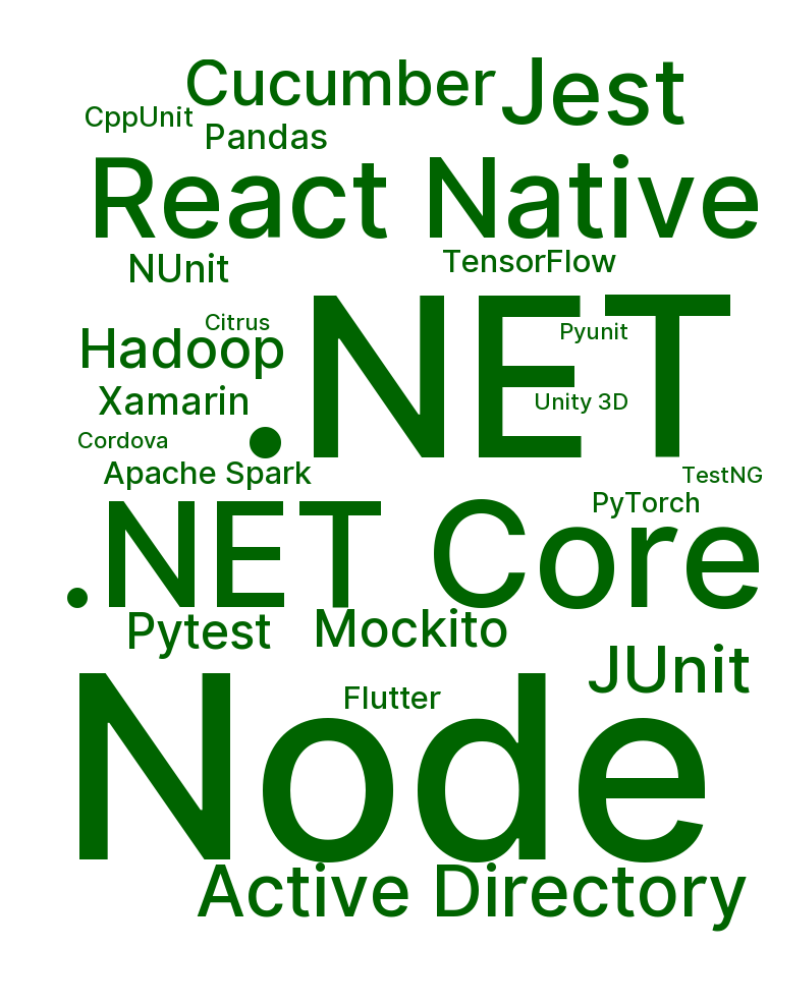 Cucumber
Jest
CppUnit
Pandas
React Native
NUnit
TensorFlow
.NET
Citrus
Pyunit
Hadoop
Xamarin
Unity 3D
Cordova
Apache Spark
TestNG
PyTorch
.NET Core
Pytest
Mockito
JUnit
Flutter
Node
Active Directory